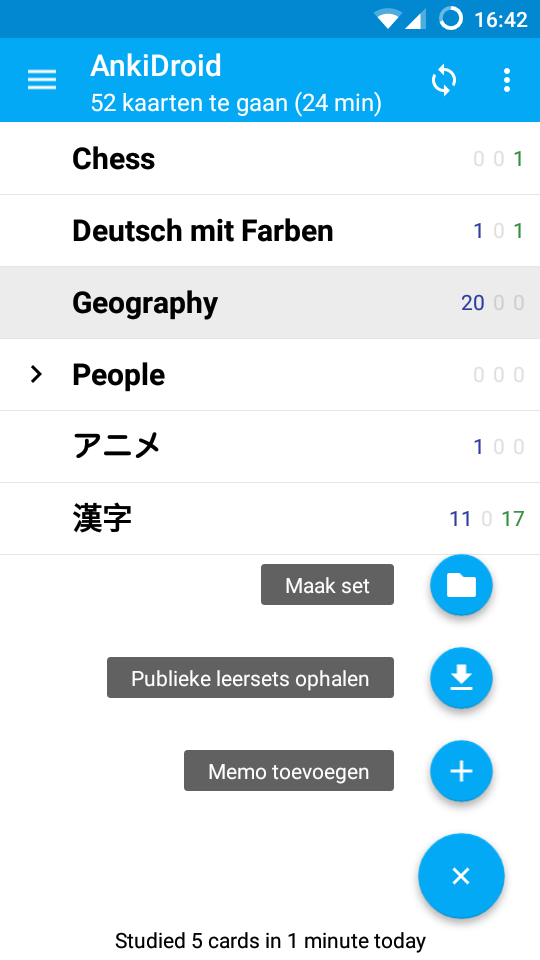 16:42
AnkiDroid
52 kaarten te gaan (24 min)
Chess 0 0 1
Deutsch mit Farben 1 0 1
Geography 20 0 0
People 0 0 0
アニメ 1 0 0
漢字 11 0 17
Maak set
Publieke leersets ophalen
Memo toevoegen
Studied 5 cards in 1 minute today